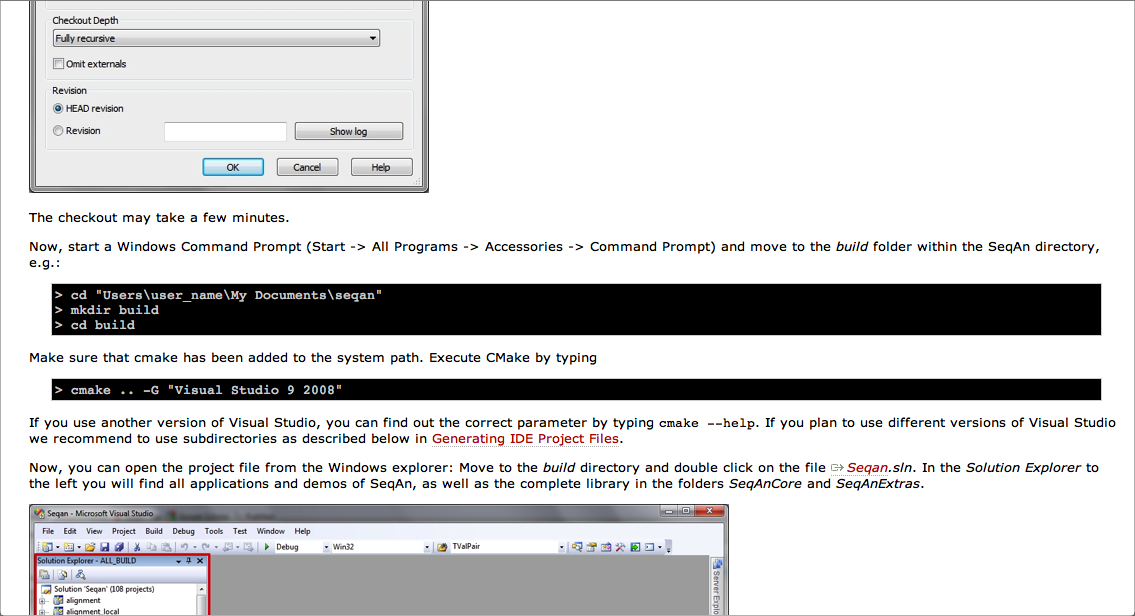 Checkout Depth
Fully recursive
Omit externals
Revision
HEAD revision
Revision
Show log
OK Cancel Help
The checkout may take a few minutes.
Now, start a Windows Command Prompt (Start -> All Programs -> Accessories -> Command Prompt) and move to the build folder within the SeqAn directory,
e.g.:
> cd "Users\user_name\My Documents\seqan"
> mkdir build
> cd build
Make sure that cmake has been added to the system path. Execute CMake by typing
> cmake .. -G "Visual Studio 9 2008"
If you use another version of Visual Studio, you can find out the correct parameter by typing cmake --help. If you plan to use different versions of Visual Studio
we recommend to use subdirectories as described below in Generating IDE Project Files.
Now, you can open the project file from the Windows explorer: Move to the build directory and double click on the file Seqan.sln. In the Solution Explorer to
the left you will find all applications and demos of SeqAn, as well as the complete library in the folders SeqAnCore and SeqAnExtras.
Seqan - Microsoft Visual Studio
File Edit View Project Build Debug Tools Test Window Help
Debug Win32 TValPair
Solution Explorer - ALL_BUILD
Solution 'Seqan' (108 projects)
alignment
alignment_local
Server Explo